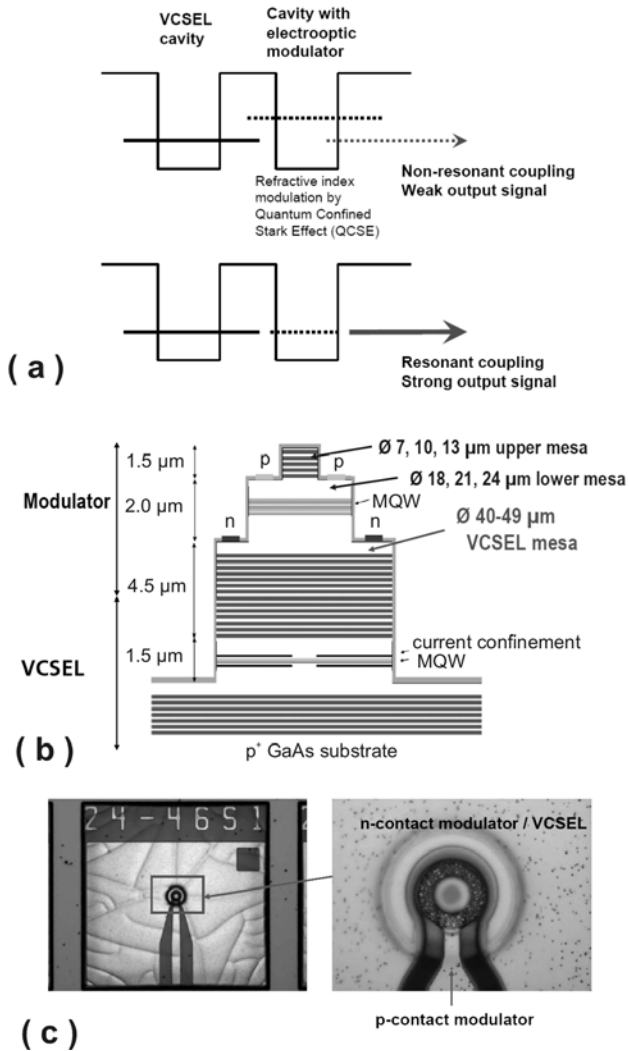 VCSEL
cavity
Cavity with
electrooptic
modulator
Refractive index
modulation by
Quantum Confined
Stark Effect (QCSE)
Non-resonant coupling
Weak output signal
( a )
Resonant coupling
Strong output signal
1.5 µm
p
p
Ø 7, 10, 13 µm upper mesa
Modulator
2.0 µm
Ø 18, 21, 24 µm lower mesa
MQW
n
n
Ø 40-49 µm
VCSEL mesa
4.5 µm
VCSEL
1.5 µm
current confinement
MQW
( b )
p⁺ GaAs substrate
24-4651
n-contact modulator / VCSEL
p-contact modulator
( c )